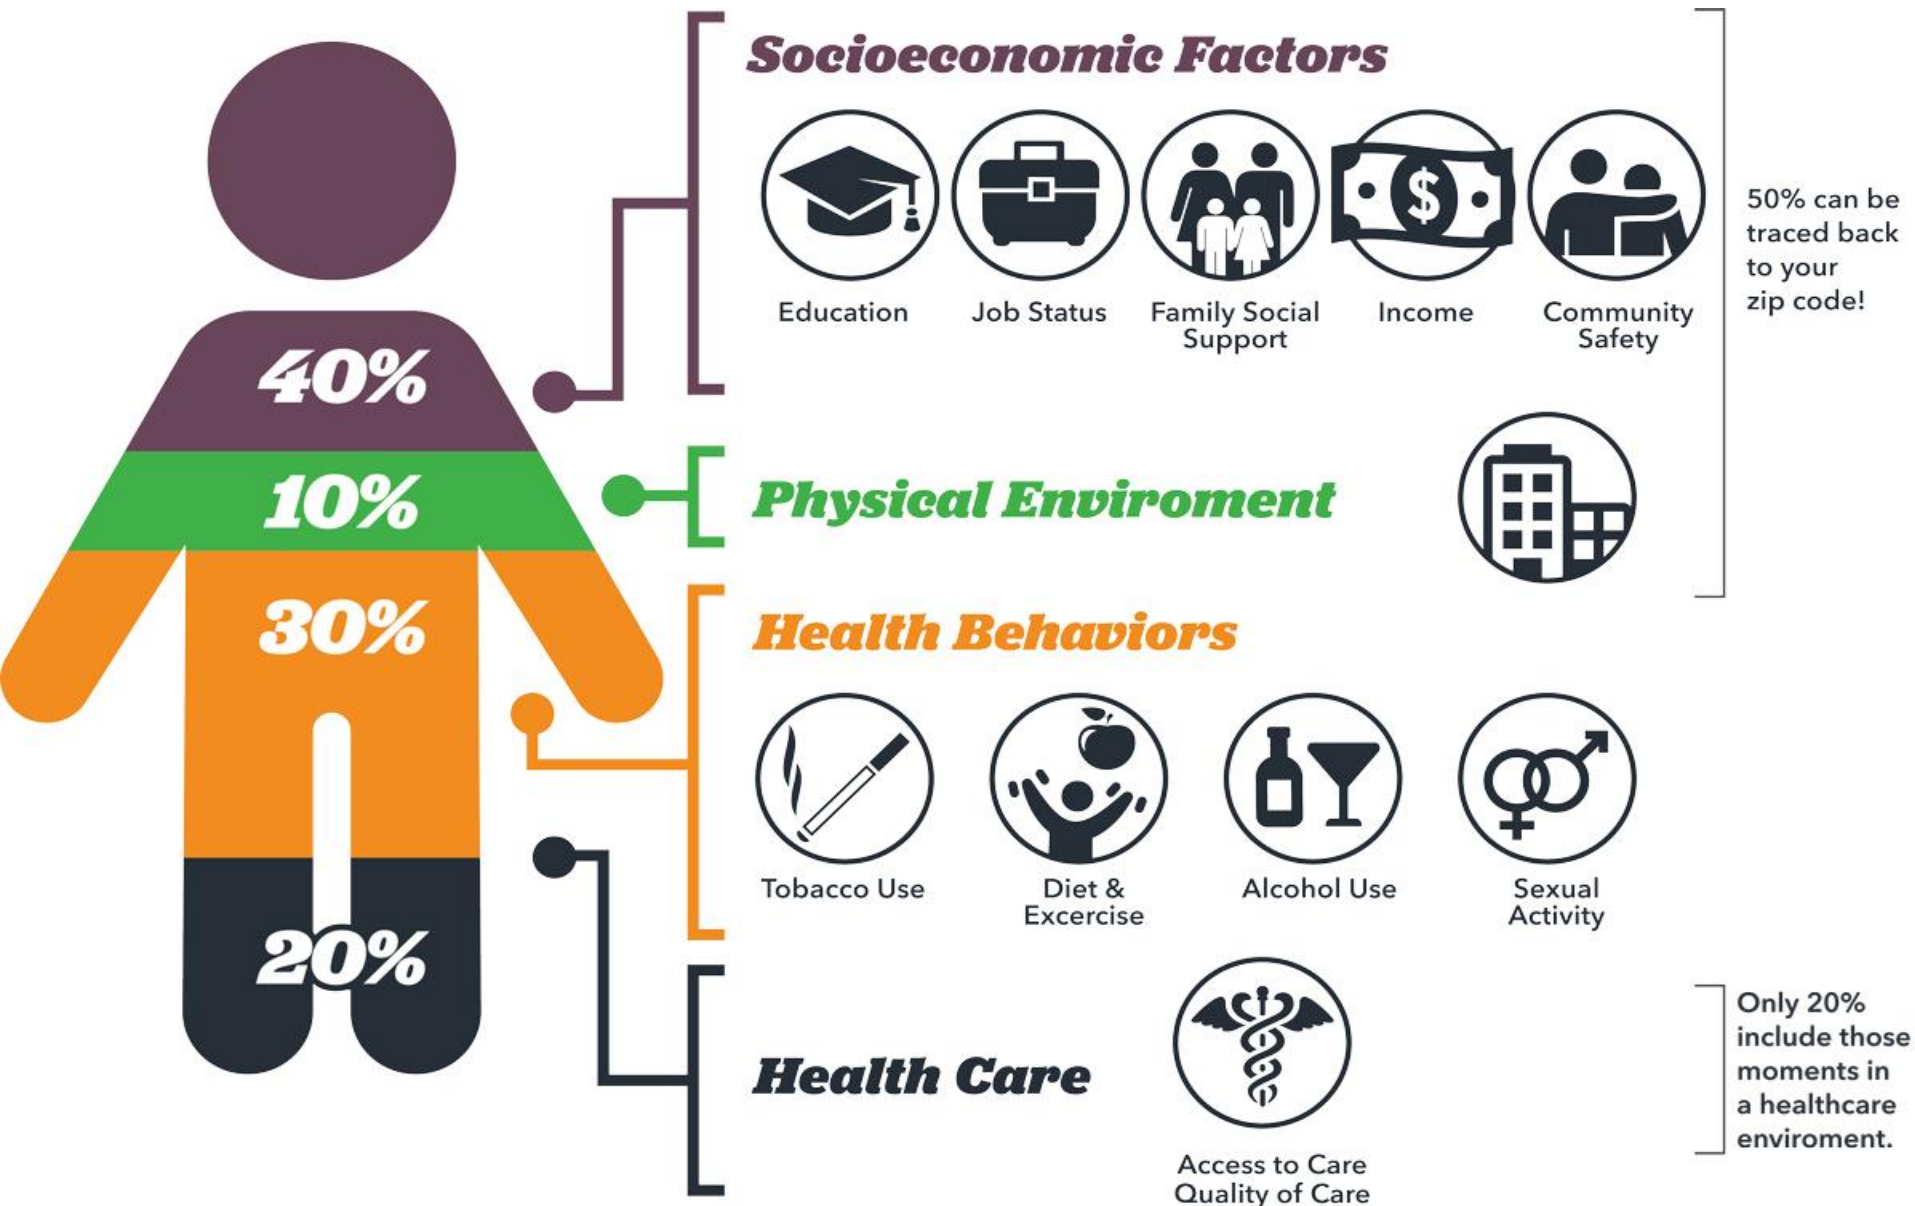 Socioeconomic Factors
Education
Job Status
Family Social
Support
Income
Community
Safety
50% can be
traced back
to your
zip code!
40%
10%
Physical Enviroment
30%
Health Behaviors
Tobacco Use
Diet &
Excercise
Alcohol Use
Sexual
Activity
20%
Health Care
Access to Care
Quality of Care
Only 20%
include those
moments in
a healthcare
enviroment.
$